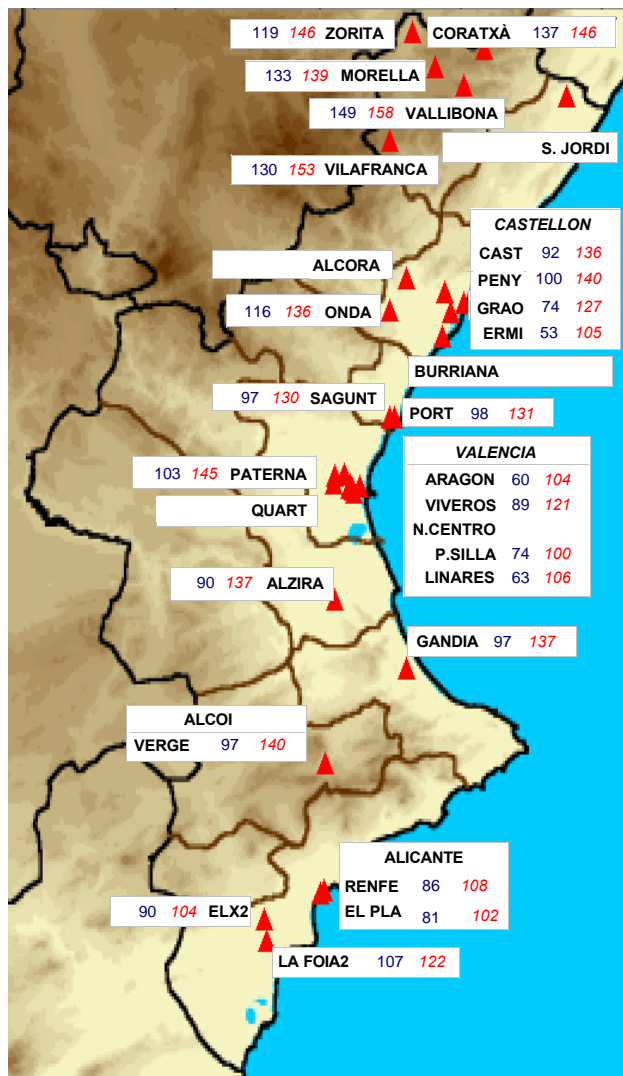 119 146 ZORITA
CORATXÀ 137 146
133 139 MORELLA
149 158 VALLIBONA
S. JORDI
130 153 VILAFRANCA
CASTELLON
CAST 92 136
PENY 100 140
GRAO 74 127
ERMI 53 105
ALCORA
116 136 ONDA
BURRIANA
97 130 SAGUNT
PORT 98 131
VALENCIA
ARAGON 60 104
VIVEROS 89 121
N.CENTRO
P.SILLA 74 100
LINARES 63 106
103 145 PATERNA
QUART
90 137 ALZIRA
GANDIA 97 137
ALCOI
VERGE 97 140
ALICANTE
RENFE 86 108
EL PLA 81 102
90 104 ELX2
LA FOIA2 107 122